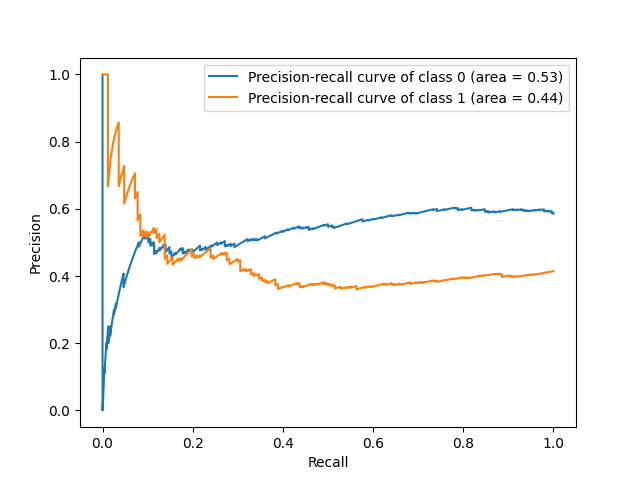 Precision-recall curve of class 0 (area = 0.53)
Precision-recall curve of class 1 (area = 0.44)
1.0
0.8
0.6
0.4
0.2
0.0
Precision
0.0 0.2 0.4 0.6 0.8 1.0
Recall